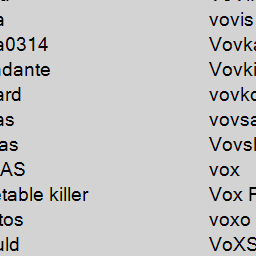 vovis
a0314 Vovka
dante Vovki
ard vovko
as vovsa
as Vovsl
AS vox
table killer Vox F
tos voxo
uld VoXS